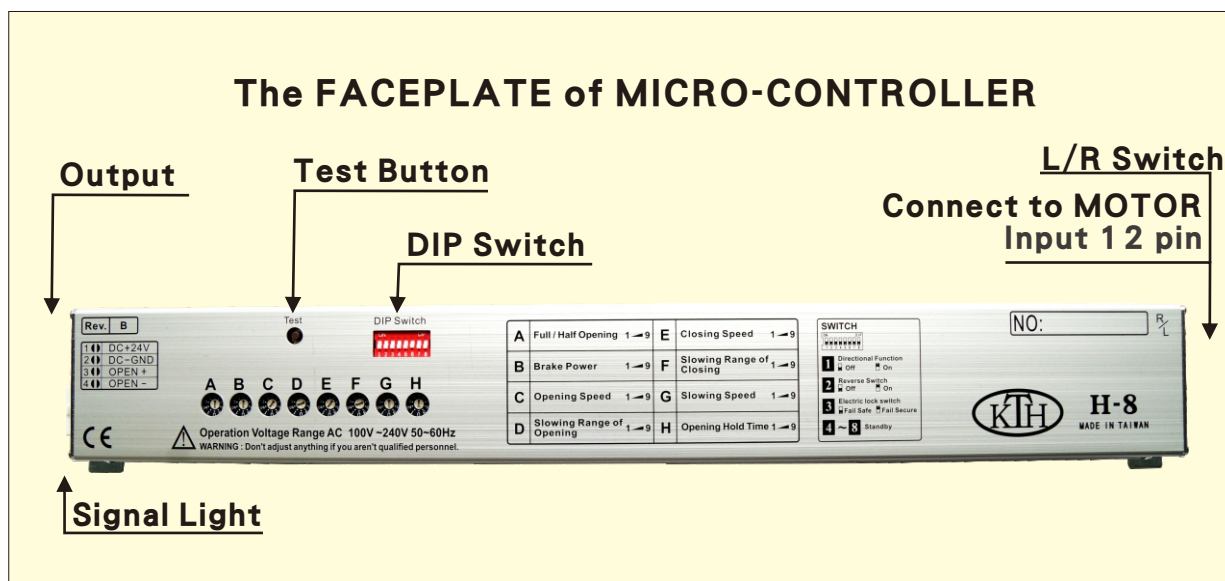 The FACEPLATE of MICRO-CONTROLLER
Output
Test Button
DIP Switch
L/R Switch
Connect to MOTOR
Input 12 pin
Rev. B
1 DC+24V
2 DC-GND
3 OPEN +
4 OPEN -
Test
DIP Switch
A B C D E F G H
CE
Operation Voltage Range AC 100V ~240V 50~60Hz
WARNING : Don't adjust anything if you aren't qualified personnel.
A Full / Half Opening 1 9 E Closing Speed 1 9
B Brake Power 1 9 F Slowing Range of Closing 1 9
C Opening Speed 1 9 G Slowing Speed 1 9
D Slowing Range of Opening 1 9 H Opening Hold Time 1 9
SWITCH
1 Directional Function
Off On
2 Reverse Switch
Off On
3 Electric lock switch
Fail Safe Fail Secure
4 ~ 8 Standby
NO:
R/L
KTH
H-8
MADE IN TAIWAN
Signal Light